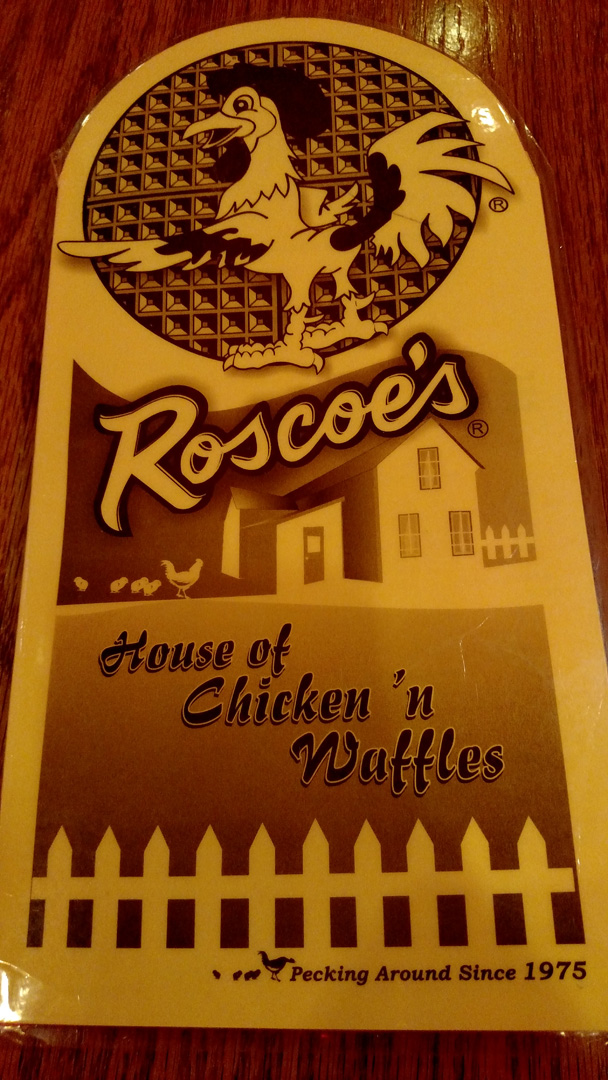 ®
Roscoe's®
House of
Chicken 'n
Waffles
Pecking Around Since 1975